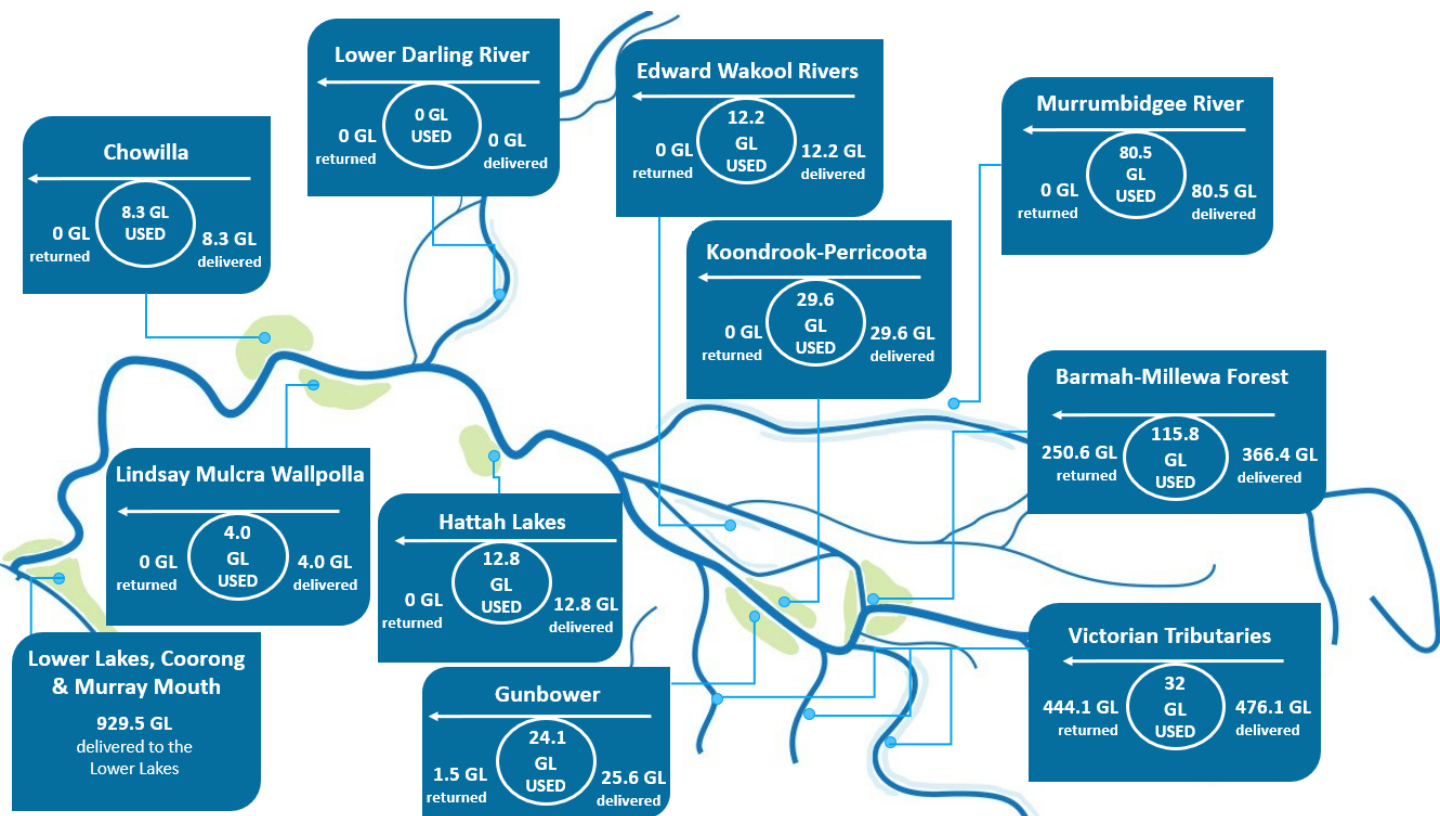 Lower Darling River
0 GL
USED
0 GL
returned
0 GL
delivered
Edward Wakool Rivers
12.2
GL
USED
0 GL
returned
12.2 GL
delivered
Murrumbidgee River
80.5
GL
USED
0 GL
returned
80.5 GL
delivered
Chowilla
8.3 GL
USED
0 GL
returned
8.3 GL
delivered
Koondrook-Perricoota
29.6
GL
USED
0 GL
returned
29.6 GL
delivered
Barmah-Millewa Forest
115.8
GL
USED
250.6 GL
returned
366.4 GL
delivered
Lindsay Mulcra Wallpolla
4.0
GL
USED
0 GL
returned
4.0 GL
delivered
Hattah Lakes
12.8
GL
USED
0 GL
returned
12.8 GL
delivered
Lower Lakes, Coorong
& Murray Mouth
929.5 GL
delivered to the
Lower Lakes
Gunbower
24.1
GL
USED
1.5 GL
returned
25.6 GL
delivered
Victorian Tributaries
32
GL
USED
444.1 GL
returned
476.1 GL
delivered